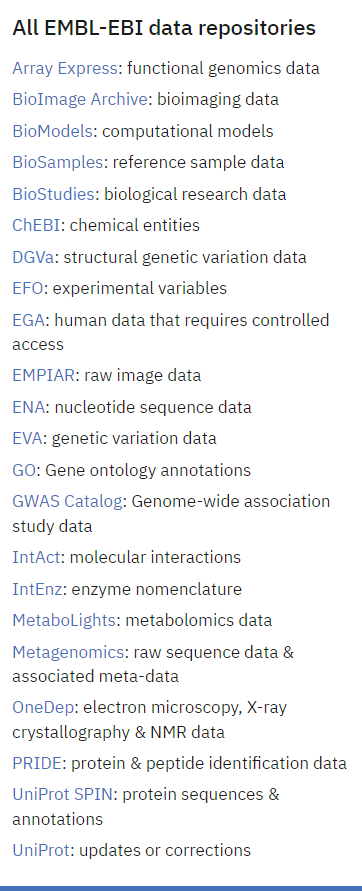 All EMBL-EBI data repositories
Array Express: functional genomics data
BioImage Archive: bioimaging data
BioModels: computational models
BioSamples: reference sample data
BioStudies: biological research data
ChEBI: chemical entities
DGVa: structural genetic variation data
EFO: experimental variables
EGA: human data that requires controlled
access
EMPIAR: raw image data
ENA: nucleotide sequence data
EVA: genetic variation data
GO: Gene ontology annotations
GWAS Catalog: Genome-wide association
study data
IntAct: molecular interactions
IntEnz: enzyme nomenclature
MetaboLights: metabolomics data
Metagenomics: raw sequence data &
associated meta-data
OneDep: electron microscopy, X-ray
crystallography & NMR data
PRIDE: protein & peptide identification data
UniProt SPIN: protein sequences &
annotations
UniProt: updates or corrections